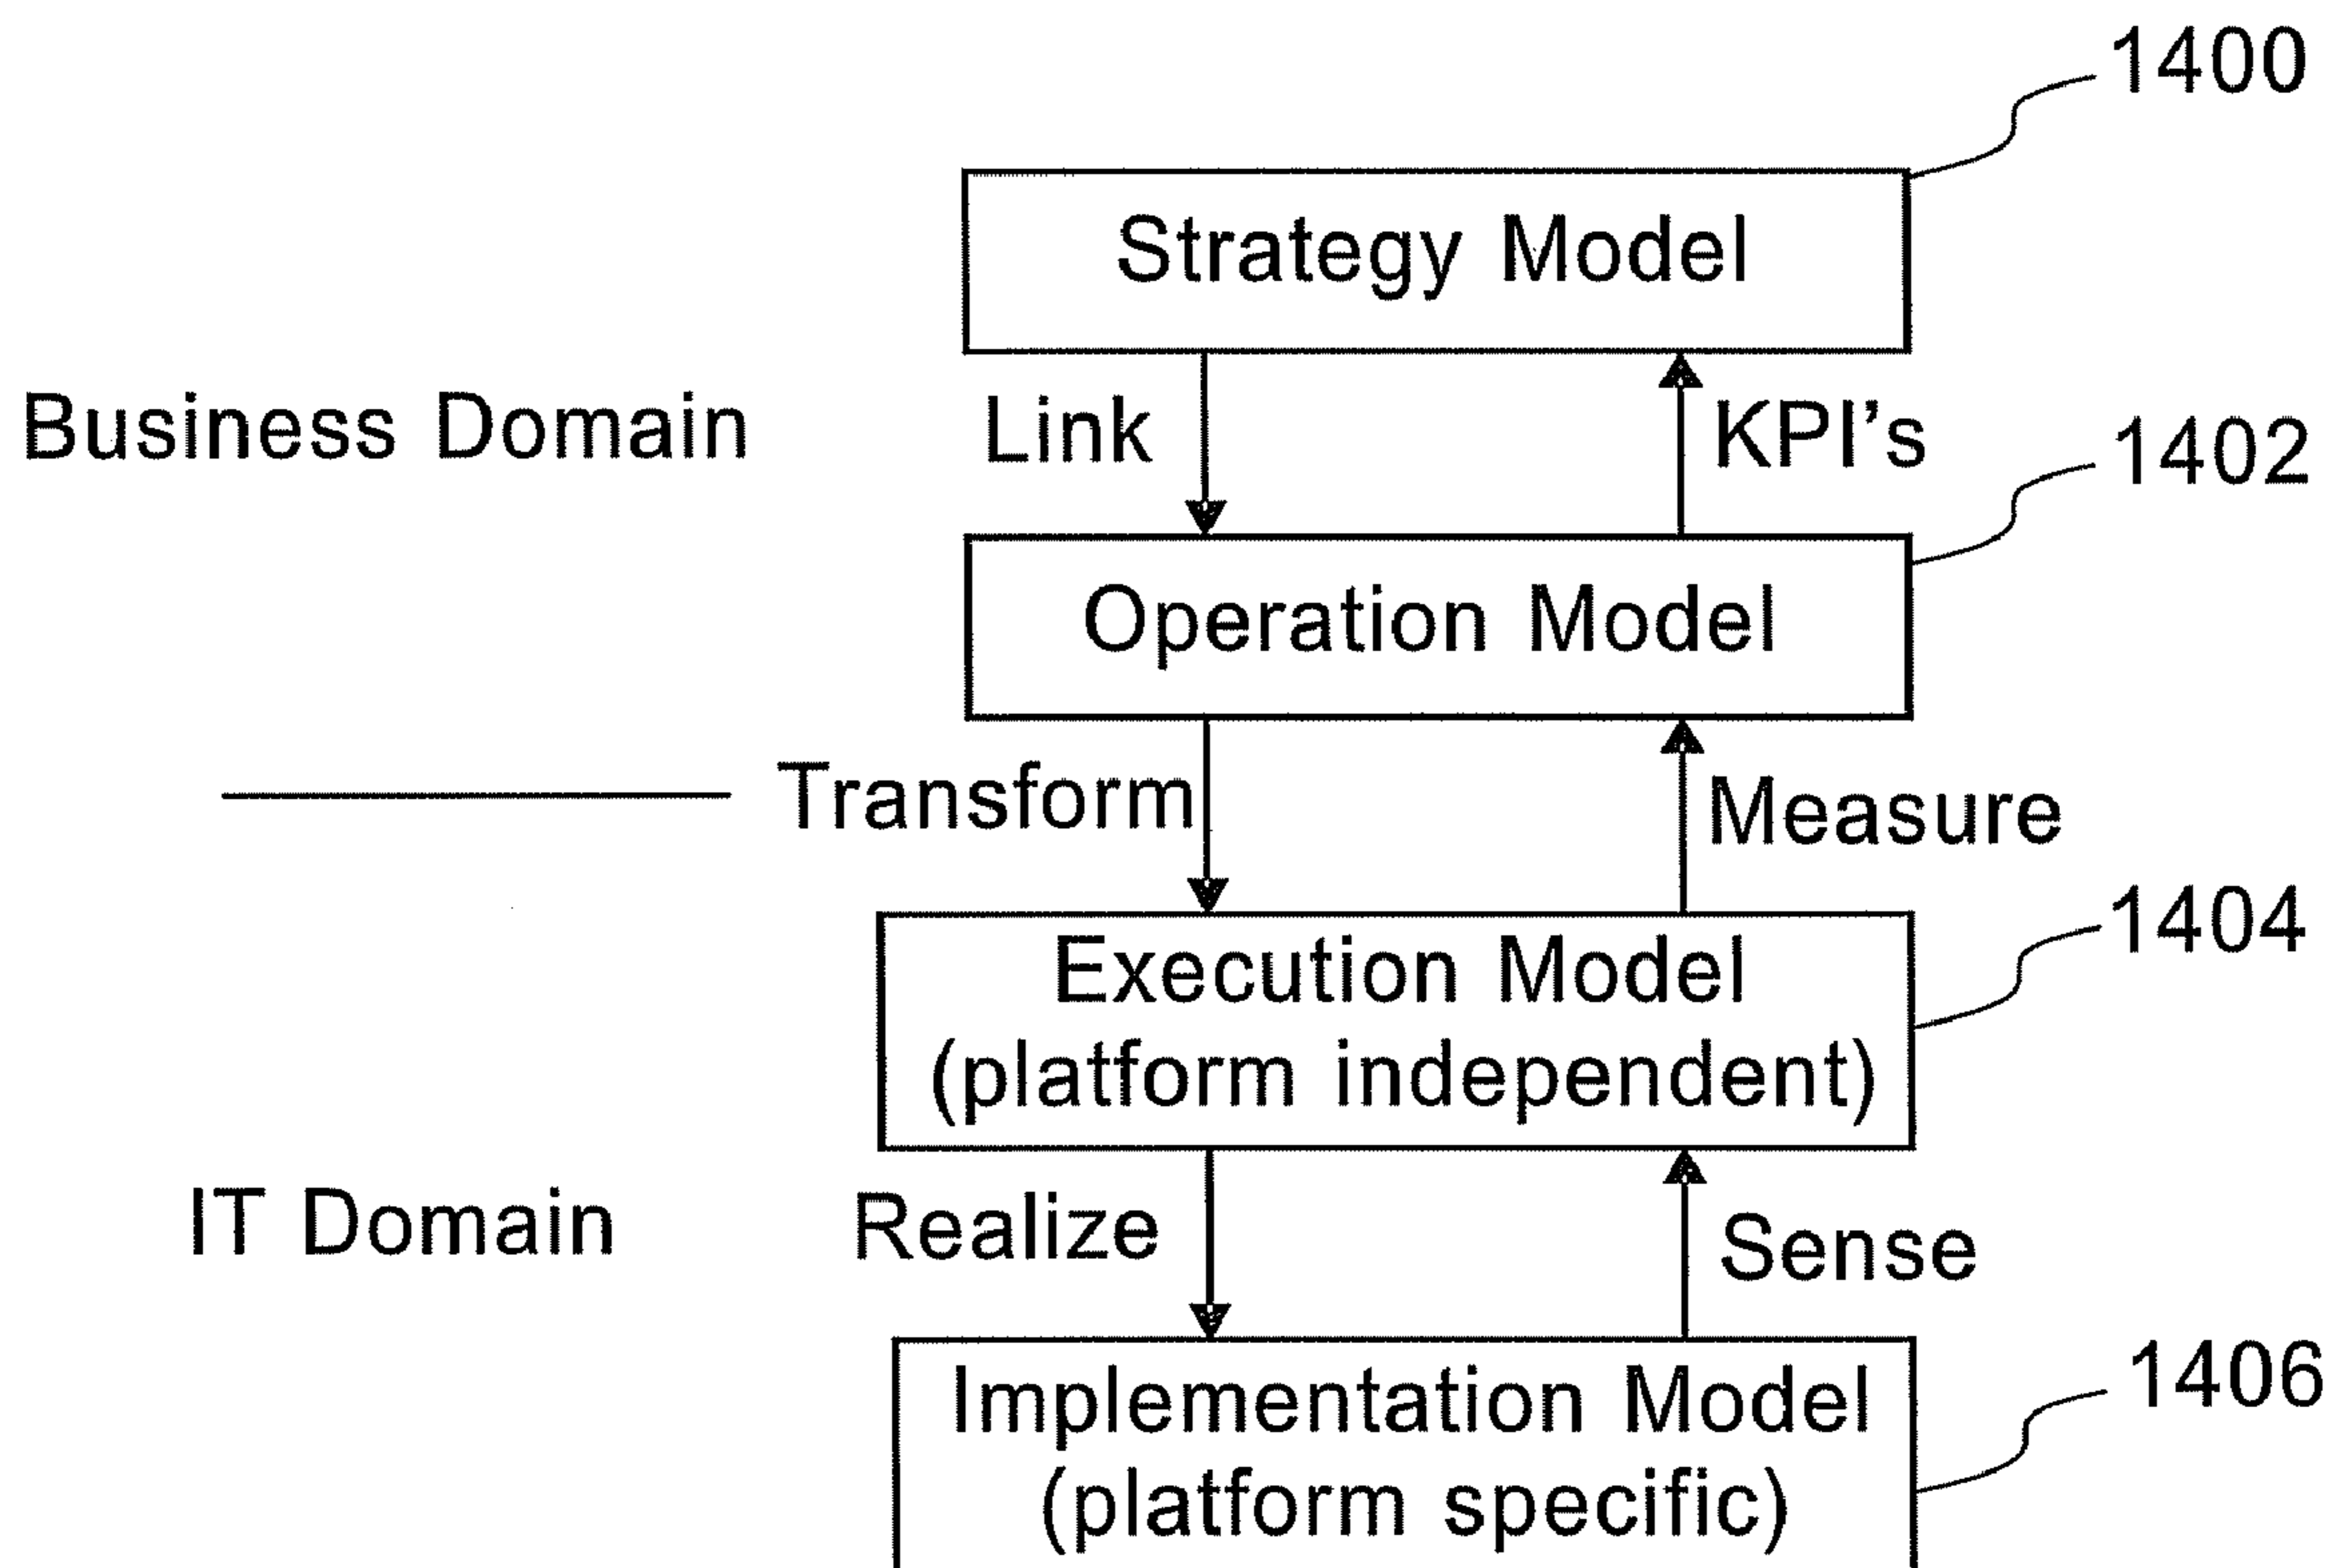 1400
Strategy Model
Business Domain
Link
KPI's
1402
Operation Model
Transform
Measure
1404
Execution Model
(platform independent)
IT Domain
Realize
Sense
1406
Implementation Model
(platform specific)